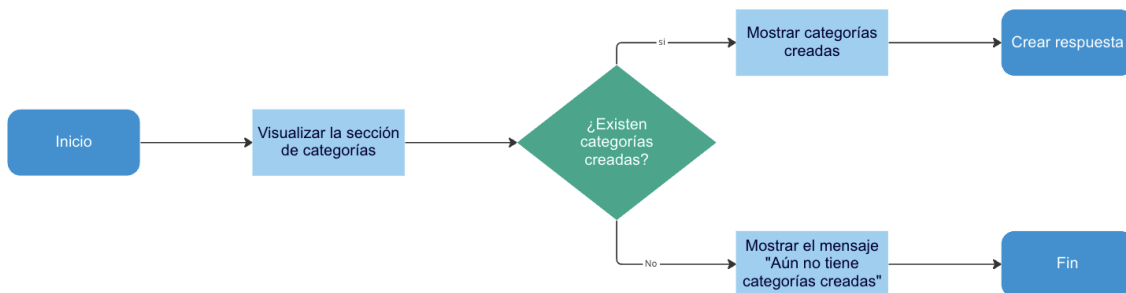 Inicio
Visualizar la sección
de categorías
¿Existen
categorías
creadas?
si
Mostrar categorías
creadas
Crear respuesta
No
Mostrar el mensaje
"Aún no tiene
categorías creadas"
Fin